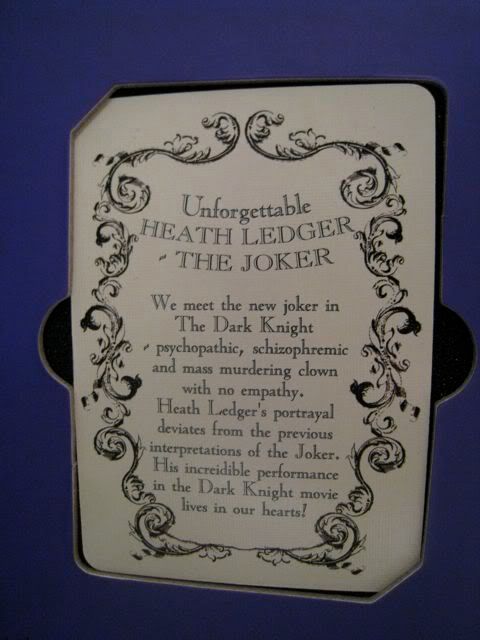 Unforgettable
HEATH LEDGER
- THE JOKER
We meet the new joker in
The Dark Knight
- psychopathic, schizophremic
and mass murdering clown
with no empathy.
Heath Ledger's portrayal
deviates from the previous
interpretations of the Joker.
His increidible performance
in the Dark Knight movie
lives in our hearts!